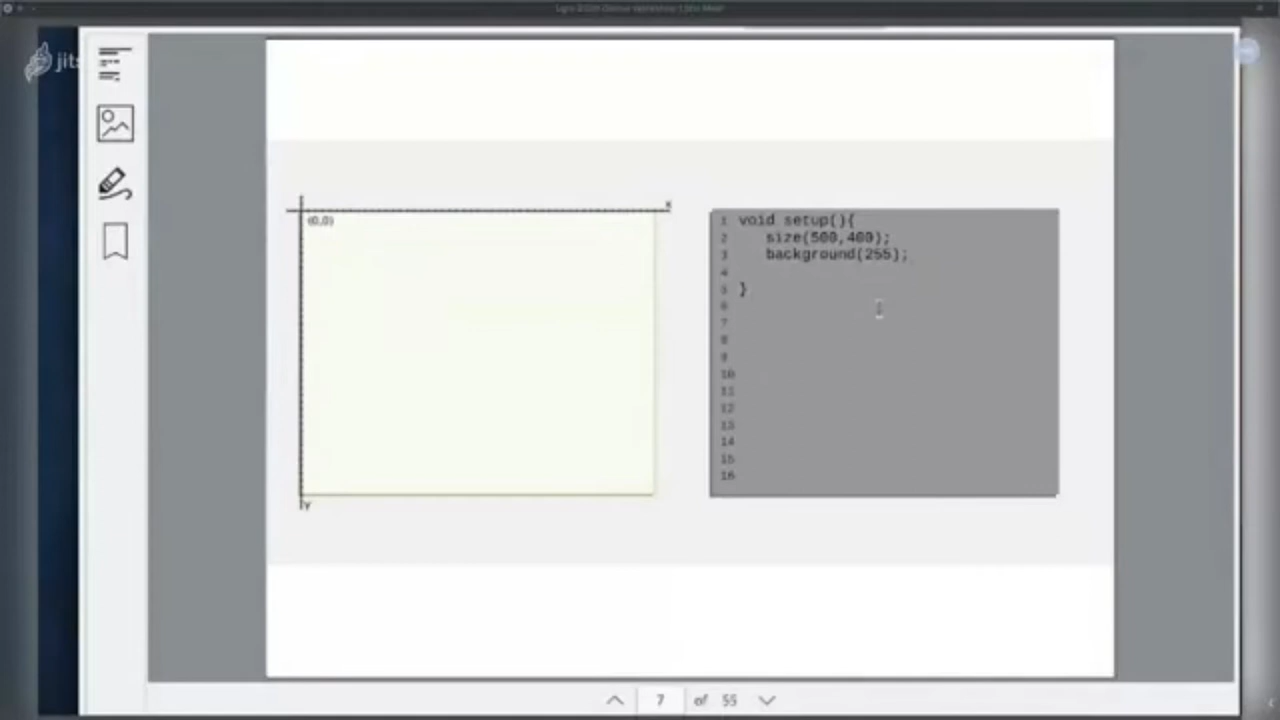 jits
x
(0,0)
Y
1 void setup(){
2 size(500,400);
3 background(255);
4
5 }
6
7
8
9
10
11
12
13
14
15
16
7 of 55